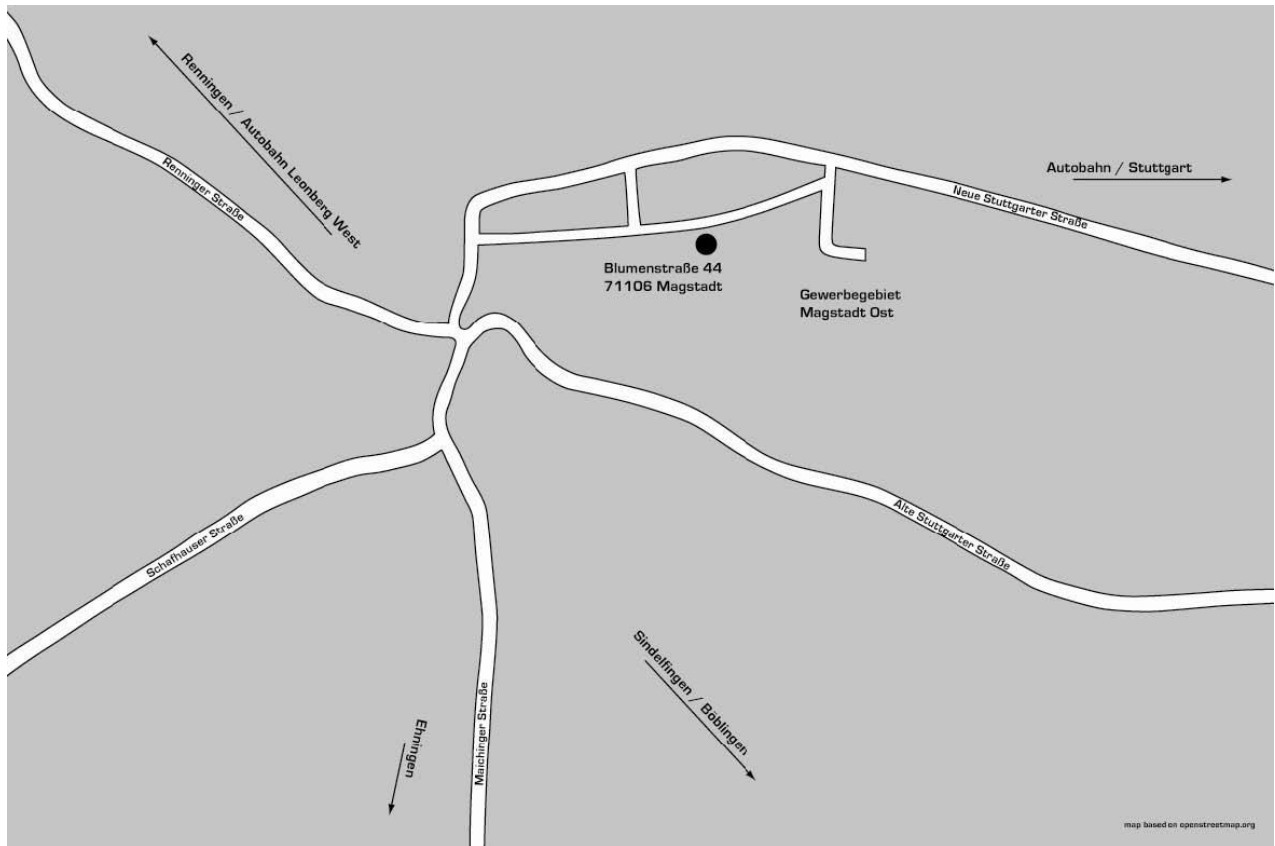 Renningen / Autobahn Leonberg West
Renninger Straße
Autobahn / Stuttgart
Neue Stuttgarter Straße
Blumenstraße 44
71106 Magstadt
Gewerbegebiet
Magstadt Ost
Schafhauser Straße
Alte Stuttgarter Straße
Sindelfingen / Böblingen
Maichinger Straße
Ehningen
map based on openstreetmap.org